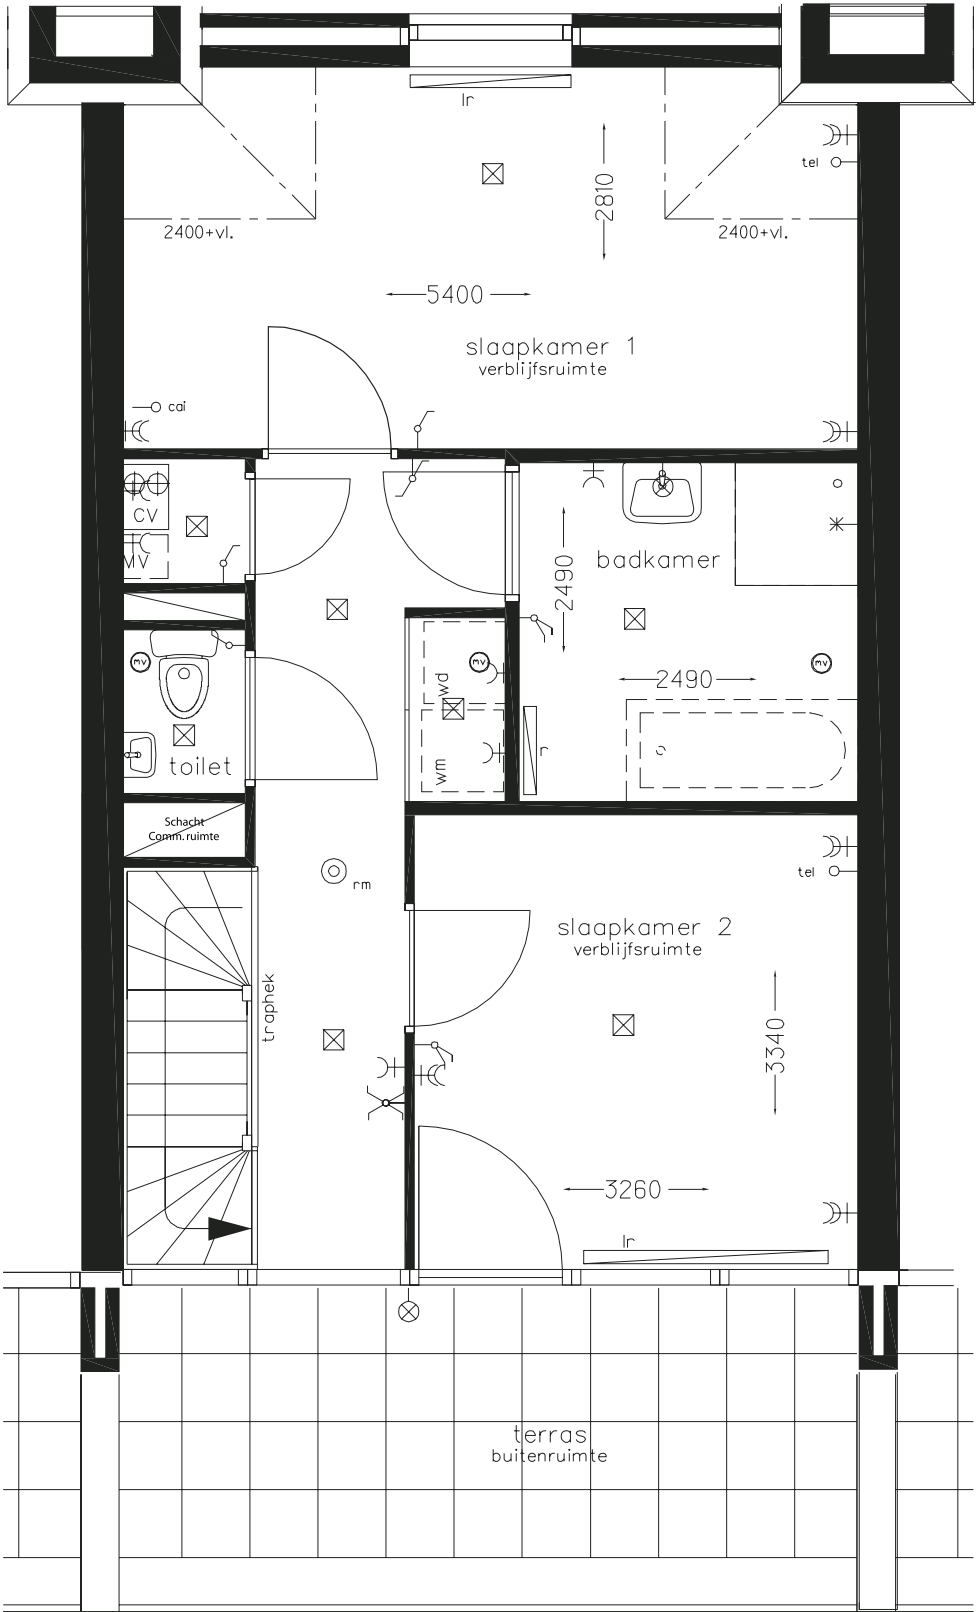 lr
tel
2810
2400+vl.
2400+vl.
5400
slaapkamer 1
verblijfsruimte
cai
CV
MV
badkamer
2490
mv
mv
mv
2490
wd
wm
r
toilet
Schacht
Comm. ruimte
rm
tel
slaapkamer 2
verblijfsruimte
traphek
3340
3260
lr
terras
buitenruimte